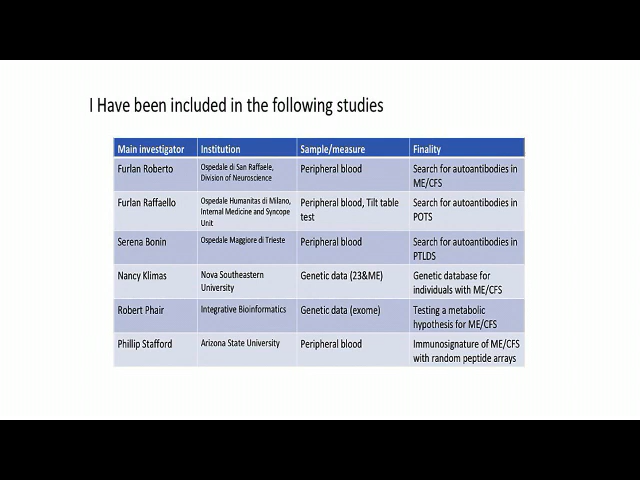 I Have been included in the following studies
Main investigator Institution Sample/measure Finality
Furlan Roberto Ospedale di San Raffaele, Division of Neuroscience Peripheral blood Search for autoantibodies in ME/CFS
Furlan Raffaello Ospedale Humanitas di Milano, Internal Medicine and Syncope Unit Peripheral blood, Tilt table test Search for autoantibodies in POTS
Serena Bonin Ospedale Maggiore di Trieste Peripheral blood Search for autoantibodies in PTLDS
Nancy Klimas Nova Southeastern University Genetic data (23&ME) Genetic database for individuals with ME/CFS
Robert Phair Integrative Bioinformatics Genetic data (exome) Testing a metabolic hypothesis for ME/CFS
Phillip Stafford Arizona State University Peripheral blood Immunosignature of ME/CFS with random peptide arrays